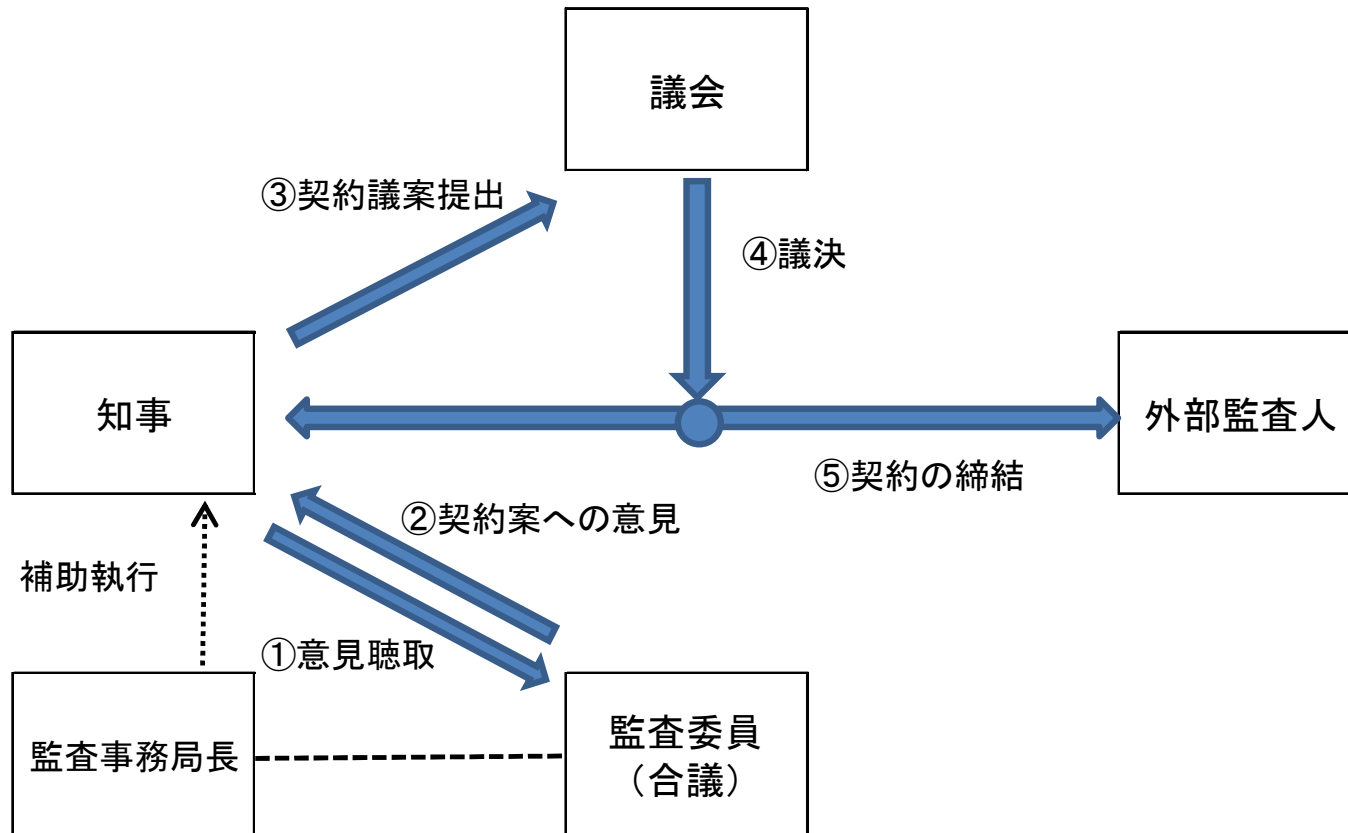 議会
③契約議案提出
④議決
知事
外部監査人
⑤契約の締結
②契約案への意見
補助執行
①意見聴取
監査事務局長
監査委員
（合議）